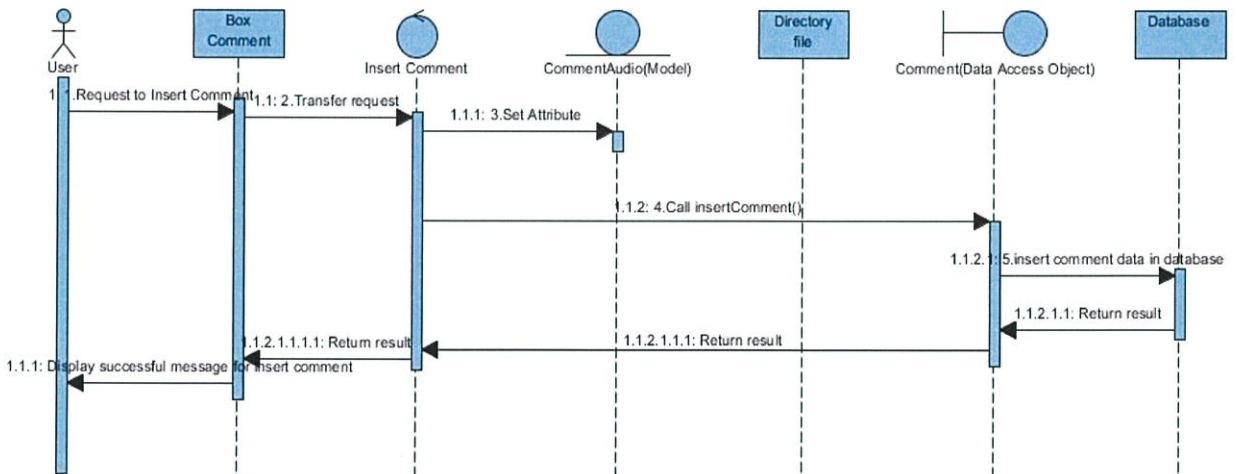 User
Box
Comment
Insert Comment
CommentAudio(Model)
Directory
file
Comment(Data Access Object)
Database
1.Request to Insert Comment
1.1: 2.Transfer request
1.1.1: 3.Set Attribute
1.1.2: 4.Call insertComment()
1.1.2.1: 5.insert comment data in database
1.1.2.1.1: Return result
1.1.2.1.1.1: Return result
1.1.2.1.1.1.1: Return result
1.1.1: Display successful message for insert comment